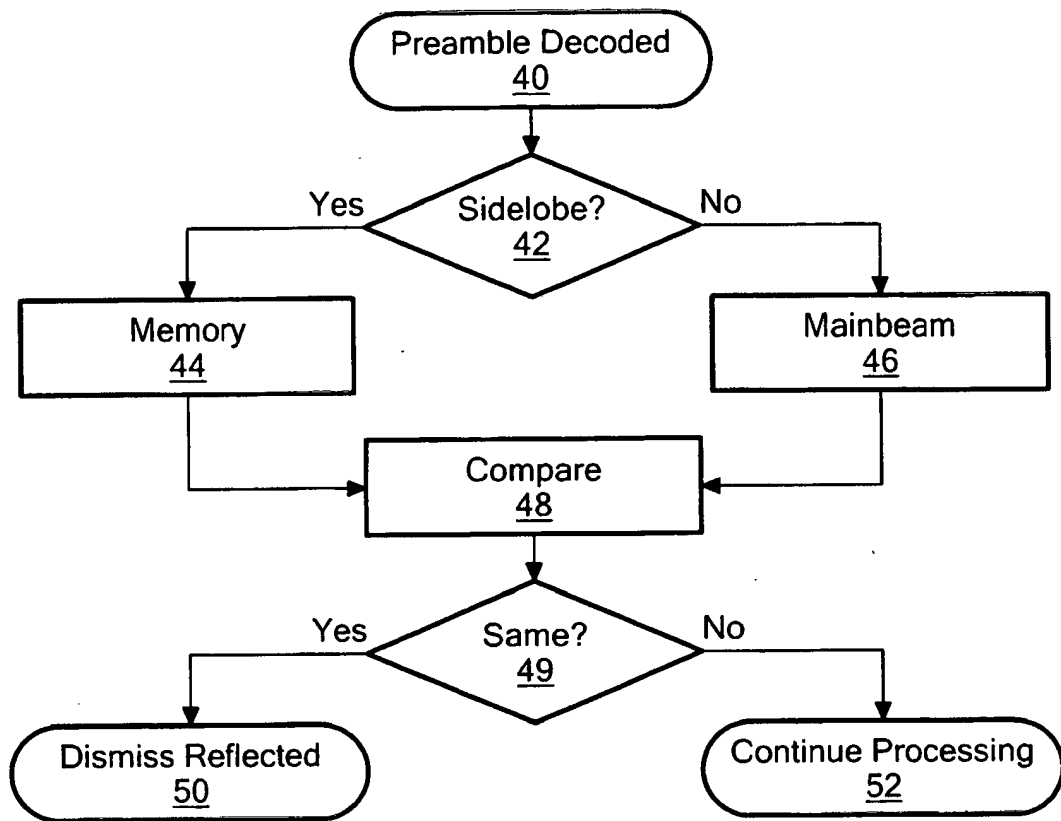 Preamble Decoded
40
Sidelobe?
42
Yes
No
Memory
44
Mainbeam
46
Compare
48
Same?
49
Yes
No
Dismiss Reflected
50
Continue Processing
52